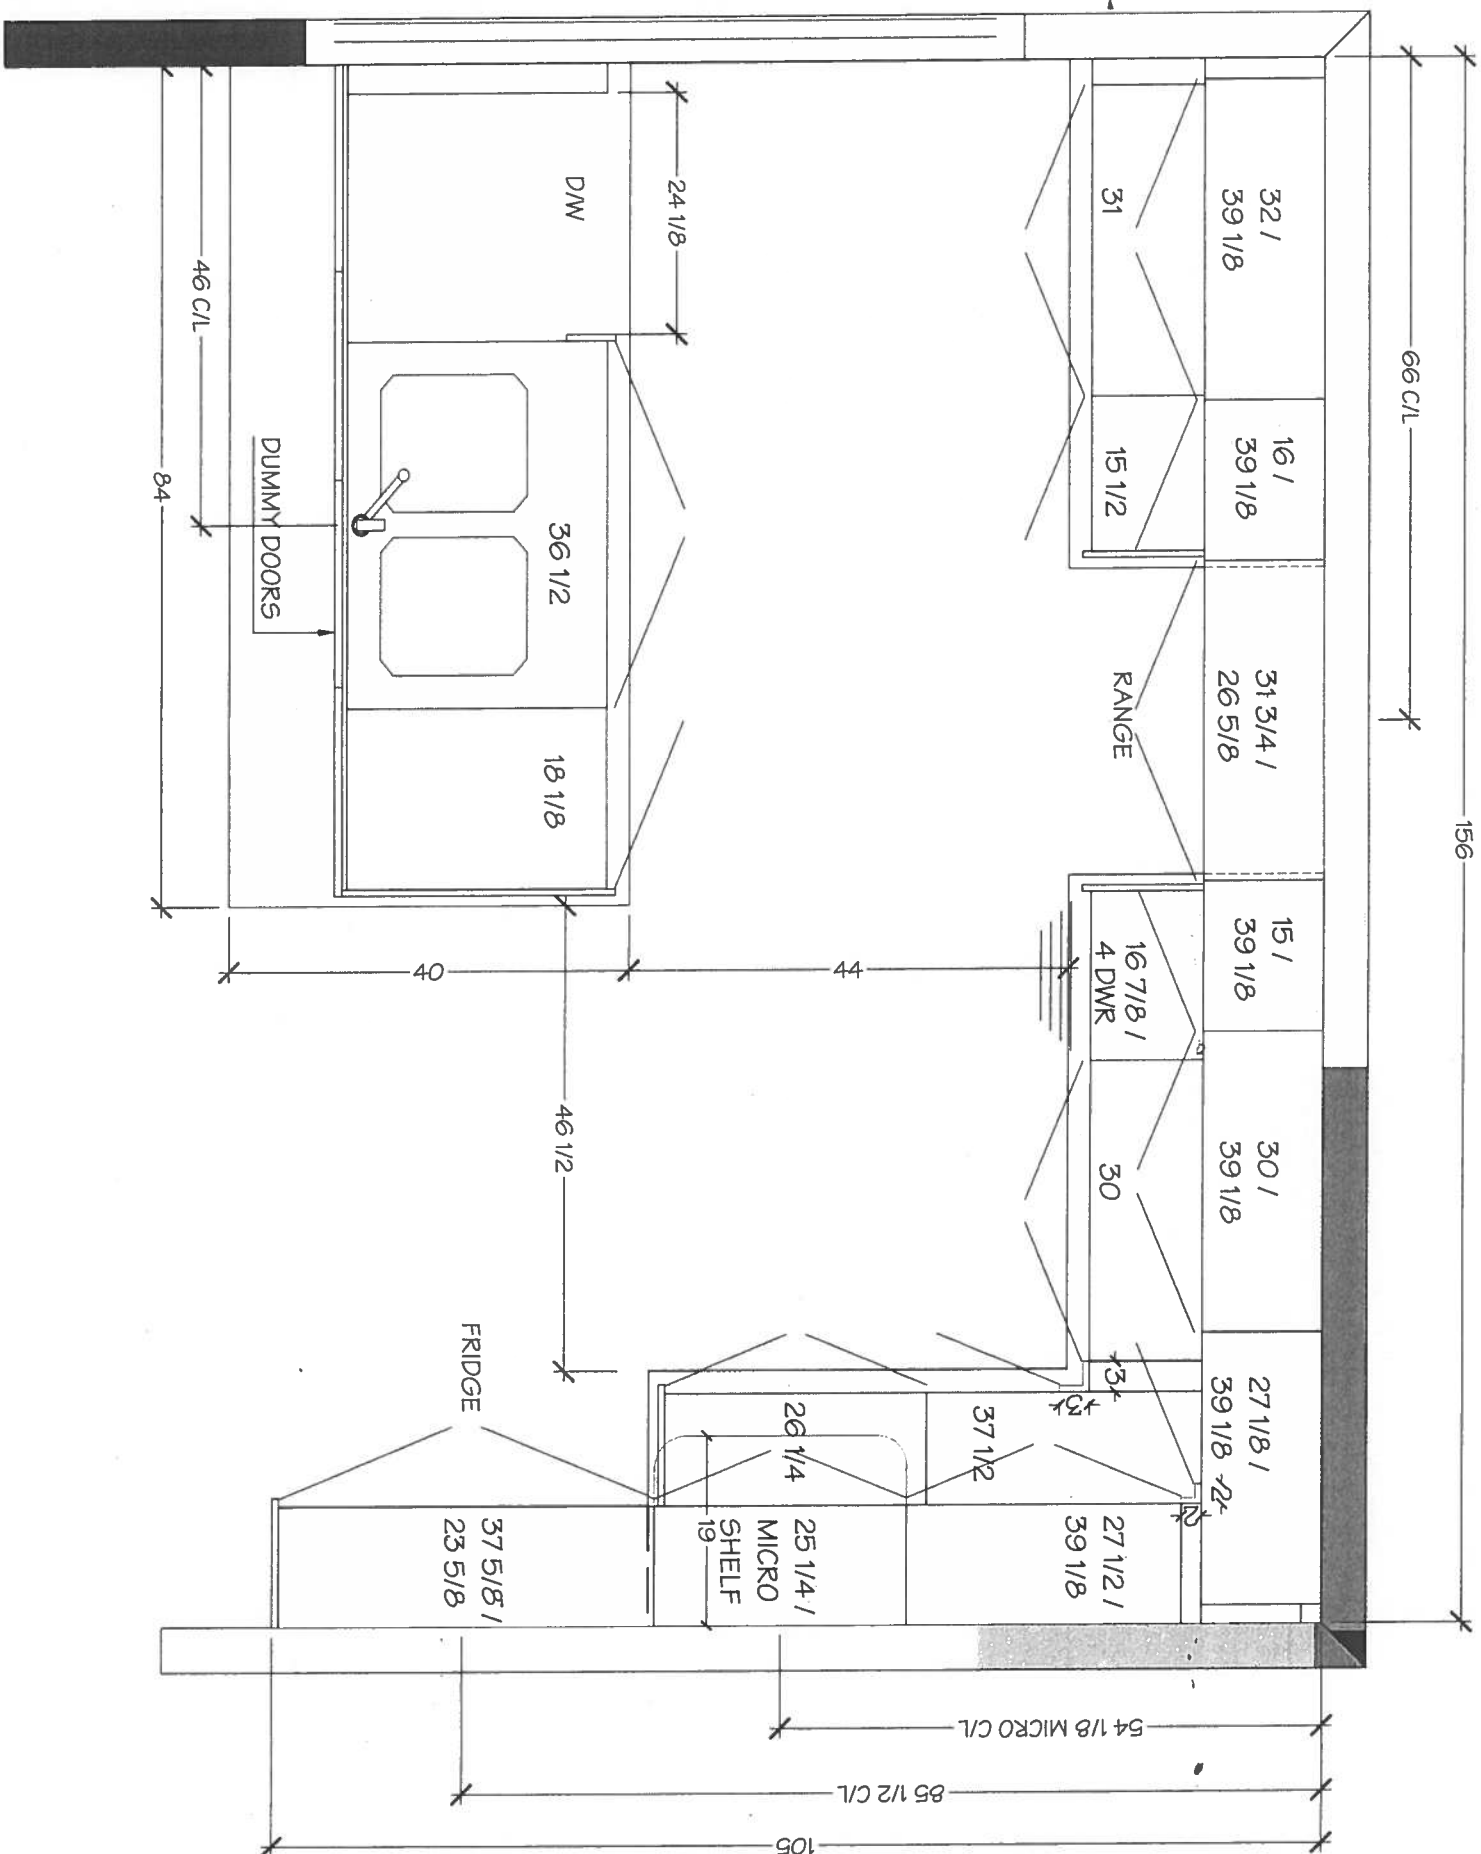 156
66 C/L
32 /
39 1/8
16 /
39 1/8
31 3/4 /
26 5/8
15 /
39 1/8
30 /
39 1/8
27 1/8 /
39 1/8
2
2
31
15 1/2
RANGE
16 7/8 /
4 DWR
30
3
3
37 1/2
27 1/2 /
39 1/8
26 1/4
25 1/4 /
MICRO
SHELF
19
37 5/8 /
23 5/8
FRIDGE
44
40
46 1/2
24 1/8
D/W
36 1/2
18 1/8
DUMMY DOORS
46 C/L
84
54 1/8 MICRO C/L
85 1/2 C/L
105